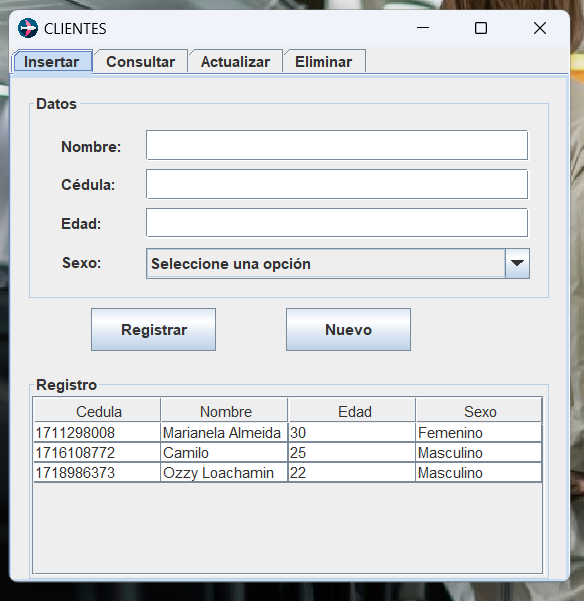 CLIENTES
Insertar Consultar Actualizar Eliminar
Datos
Nombre:
Cédula:
Edad:
Sexo: Seleccione una opción
Registrar Nuevo
Registro
Cedula Nombre Edad Sexo
1711298008 Marianela Almeida 30 Femenino
1716108772 Camilo 25 Masculino
1718986373 Ozzy Loachamin 22 Masculino